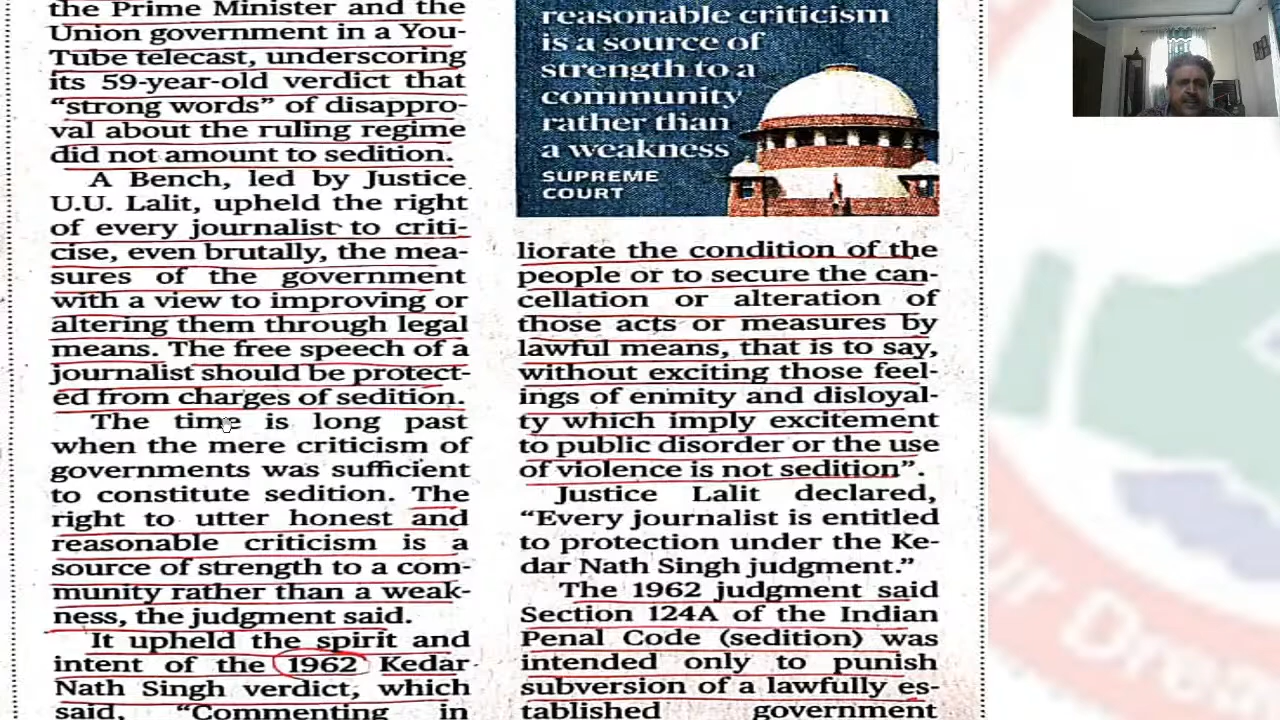 the Prime Minister and the
Union government in a You-
Tube telecast, underscoring
its 59-year-old verdict that
“strong words” of disappro-
val about the ruling regime
did not amount to sedition.
A Bench, led by Justice
U.U. Lalit, upheld the right
of every journalist to criti-
cise, even brutally, the mea-
sures of the government
with a view to improving or
altering them through legal
means. The free speech of a
journalist should be protect-
ed from charges of sedition.
The time is long past
when the mere criticism of
governments was sufficient
to constitute sedition. The
right to utter honest and
reasonable criticism is a
source of strength to a com-
munity rather than a weak-
ness, the judgment said.
It upheld the spirit and
intent of the 1962 Kedar
Nath Singh verdict, which
said, “Commenting in
reasonable criticism
is a source of
strength to a
community
rather than
a weakness
SUPREME
COURT
liorate the condition of the
people or to secure the can-
cellation or alteration of
those acts or measures by
lawful means, that is to say,
without exciting those feel-
ings of enmity and disloyal-
ty which imply excitement
to public disorder or the use
of violence is not sedition”.
Justice Lalit declared,
“Every journalist is entitled
to protection under the Ke-
dar Nath Singh judgment.”
The 1962 judgment said
Section 124A of the Indian
Penal Code (sedition) was
intended only to punish
subversion of a lawfully es-
tablished government